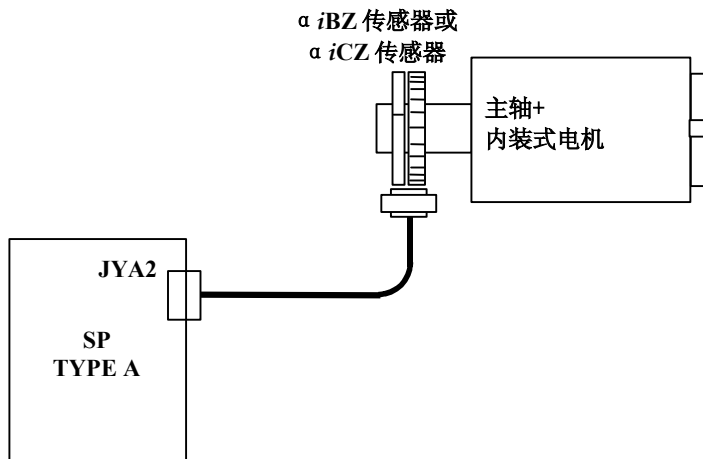 α iBZ 传感器或
α iCZ 传感器
主轴+
内装式电机
JYA2
SP
TYPE A